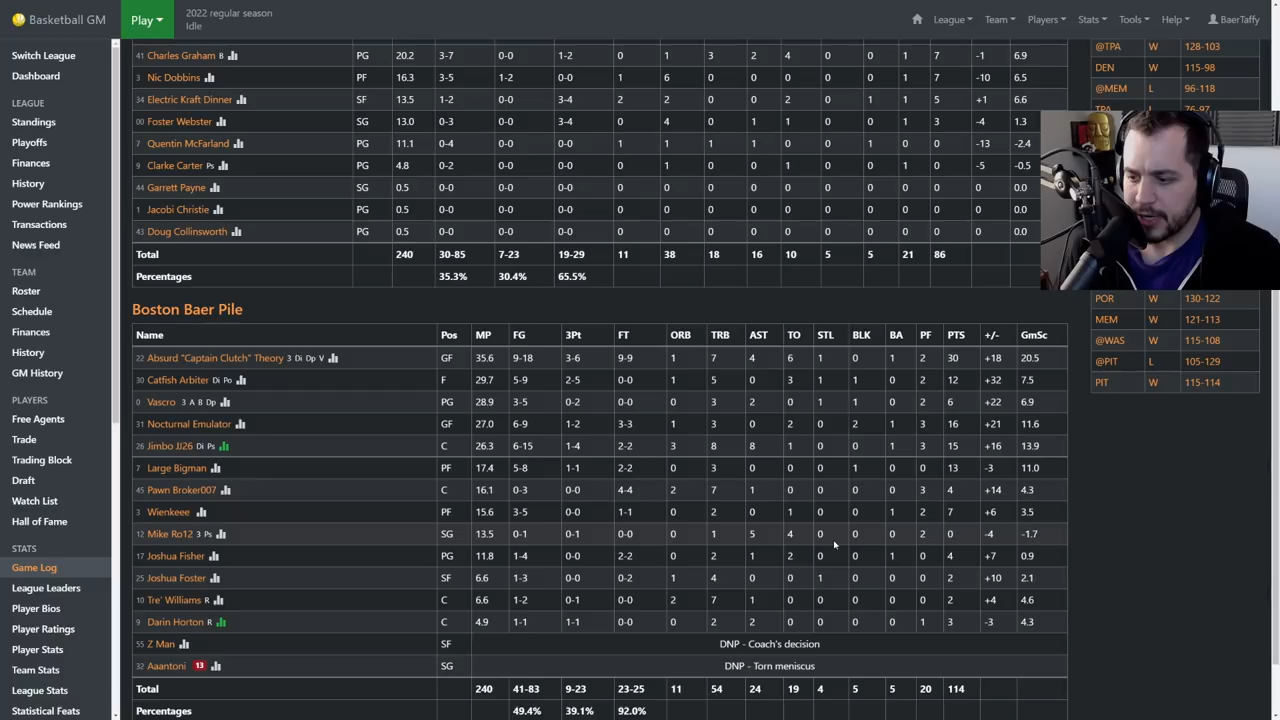 Basketball GM
Play
2022 regular season
Idle
League Team Players Stats Tools Help BaerTaffy
Switch League
Dashboard
LEAGUE
Standings
Playoffs
Finances
History
Power Rankings
Transactions
News Feed
TEAM
Roster
Schedule
Finances
History
GM History
PLAYERS
Free Agents
Trade
Trading Block
Draft
Watch List
Hall of Fame
STATS
Game Log
League Leaders
Player Bios
Player Ratings
Player Stats
Team Stats
League Stats
Statistical Feats
41 Charles Graham B PG 20.2 3-7 0-0 1-2 0 1 3 2 4 0 0 1 7 -1 6.9
3 Nic Dobbins PF 16.3 3-5 1-2 0-0 1 6 0 0 0 0 0 1 7 -10 6.5
34 Electric Kraft Dinner SF 13.5 1-2 0-0 3-4 2 2 0 0 2 0 1 1 5 +1 6.6
00 Foster Webster SG 13.0 0-3 0-0 3-4 0 4 0 1 1 0 0 1 3 -4 1.3
7 Quentin McFarland PG 11.1 0-4 0-0 0-0 1 1 1 1 0 0 1 0 0 -13 -2.4
9 Clarke Carter Ps PG 4.8 0-2 0-0 0-0 0 1 0 0 1 0 0 1 0 -5 -0.5
44 Garrett Payne SG 0.5 0-0 0-0 0-0 0 0 0 0 0 0 0 0 0 0 0.0
1 Jacobi Christie PG 0.5 0-0 0-0 0-0 0 0 0 0 0 0 0 0 0 0 0.0
43 Doug Collinsworth PG 0.5 0-0 0-0 0-0 0 0 0 0 0 0 0 0 0 0 0.0
Total 240 30-85 7-23 19-29 11 38 18 16 10 5 5 21 86
Percentages 35.3% 30.4% 65.5%
Boston Baer Pile
Name Pos MP FG 3Pt FT ORB TRB AST TO STL BLK BA PF PTS +/- GmSc
22 Absurd "Captain Clutch" Theory 3 Di Dp V GF 35.6 9-18 3-6 9-9 1 7 4 6 1 0 1 2 30 +18 20.5
30 Catfish Arbiter Di Po F 29.7 5-9 2-5 0-0 1 5 0 3 1 1 0 2 12 +32 7.5
0 Vascro 3 A B Dp PG 28.9 3-5 0-2 0-0 0 3 2 0 1 1 0 2 6 +22 6.9
31 Nocturnal Emulator GF 27.0 6-9 1-2 3-3 1 3 0 2 0 2 1 3 16 +21 11.6
26 Jimbo JJ26 Di Ps C 26.3 6-15 1-4 2-2 3 8 8 1 0 0 1 3 15 +16 13.9
7 Large Bigman PF 17.4 5-8 1-1 2-2 0 3 0 0 0 1 0 0 13 -3 11.0
45 Pawn Broker007 C 16.1 0-3 0-0 4-4 2 7 1 0 0 0 0 3 4 +14 4.3
3 Wienkeee PF 15.6 3-5 0-0 1-1 0 2 0 1 0 0 1 2 7 +6 3.5
12 Mike Ro12 3 Ps SG 13.5 0-1 0-1 0-0 0 1 5 4 0 0 0 2 0 -4 -1.7
17 Joshua Fisher PG 11.8 1-4 0-0 2-2 0 2 1 2 0 0 1 0 4 +7 0.9
25 Joshua Foster SF 6.6 1-3 0-0 0-2 1 4 0 0 1 0 0 0 2 +10 2.1
10 Tre' Williams R C 6.6 1-2 0-1 0-0 2 7 1 0 0 0 0 0 2 +4 4.6
9 Darin Horton R C 4.9 1-1 1-1 0-0 0 2 2 0 0 0 0 1 3 -3 4.3
55 Z Man SF DNP - Coach's decision
32 Aaantoni 13 SG DNP - Torn meniscus
Total 240 41-83 9-23 23-25 11 54 24 19 4 5 5 20 114
Percentages 49.4% 39.1% 92.0%
@TPA W 128-103
DEN W 115-98
@MEM L 96-118
TPA L 76-97
POR W 130-122
MEM W 121-113
@WAS W 115-108
@PIT L 105-129
PIT W 115-114